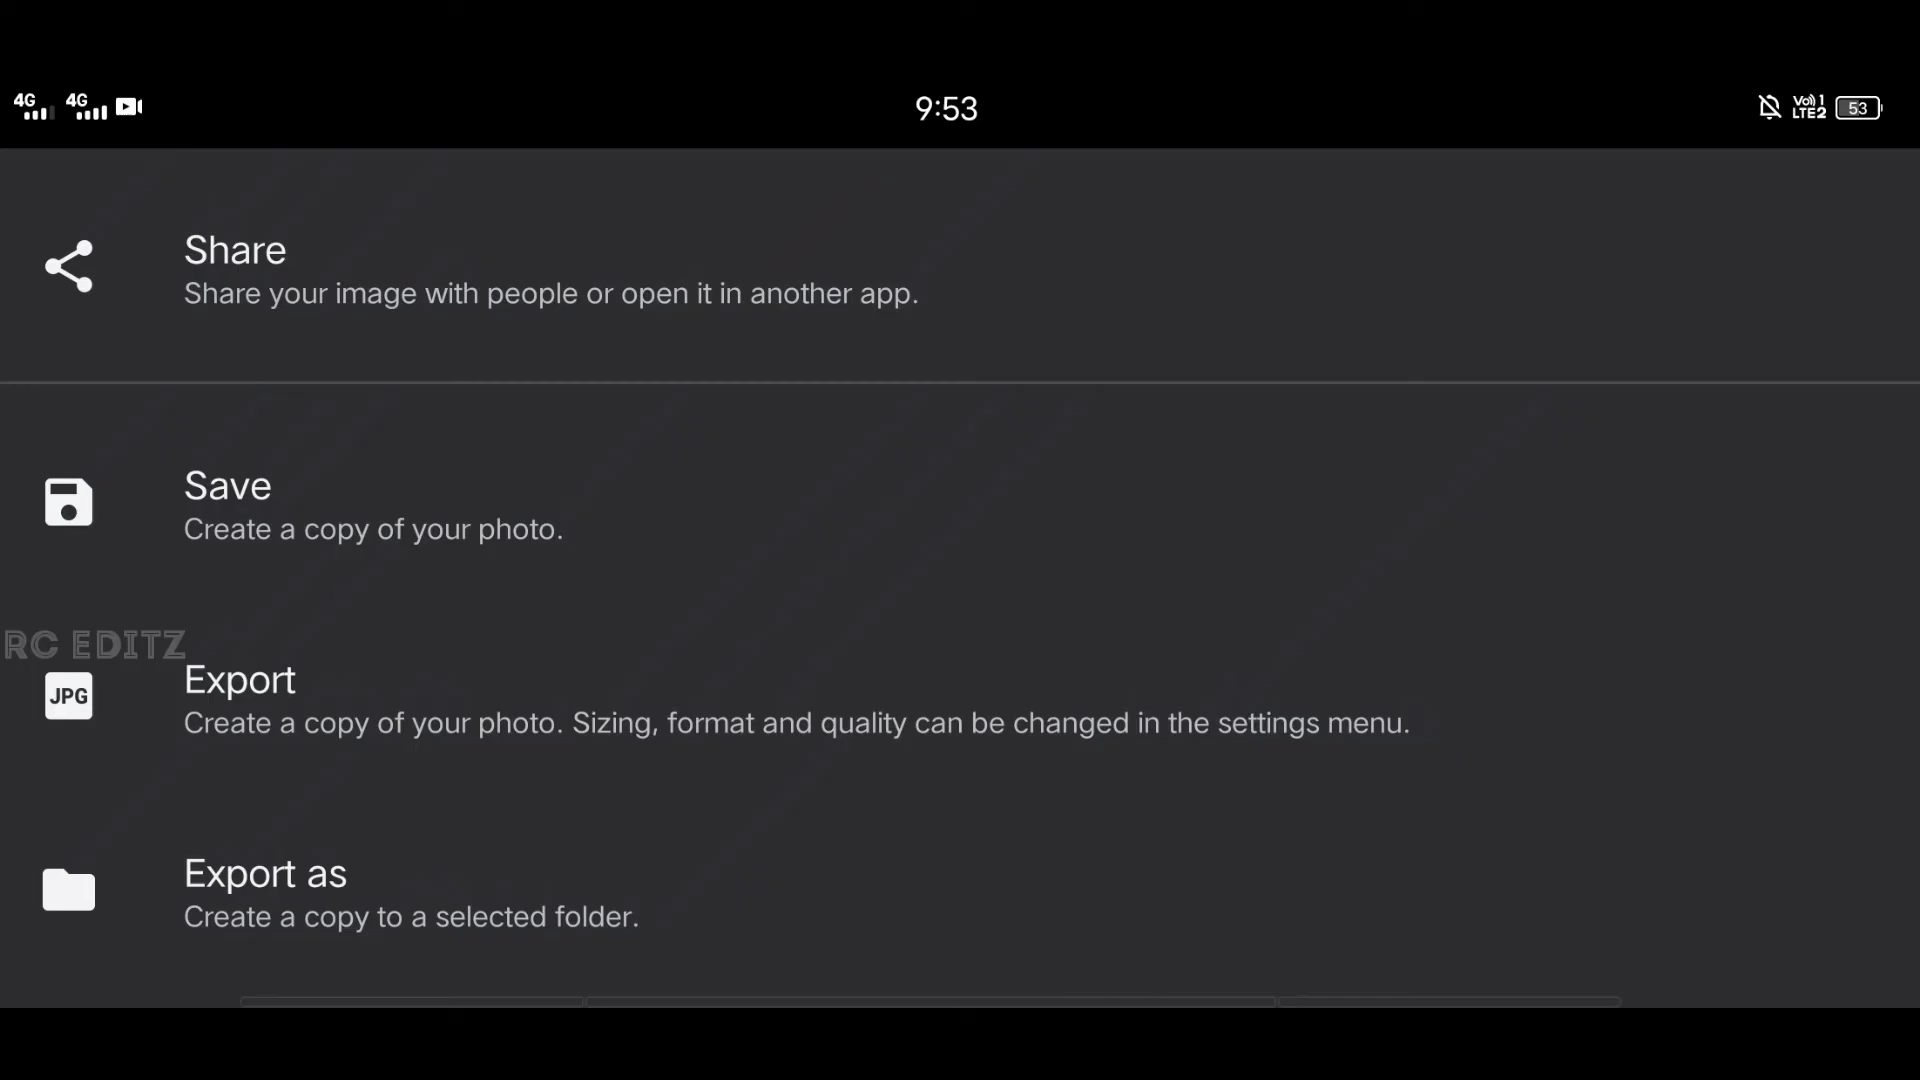 4G 4G 9:53 Vo) 1 LTE2 53
Share
Share your image with people or open it in another app.
Save
Create a copy of your photo.
RC EDITZ
Export
JPG
Create a copy of your photo. Sizing, format and quality can be changed in the settings menu.
Export as
Create a copy to a selected folder.